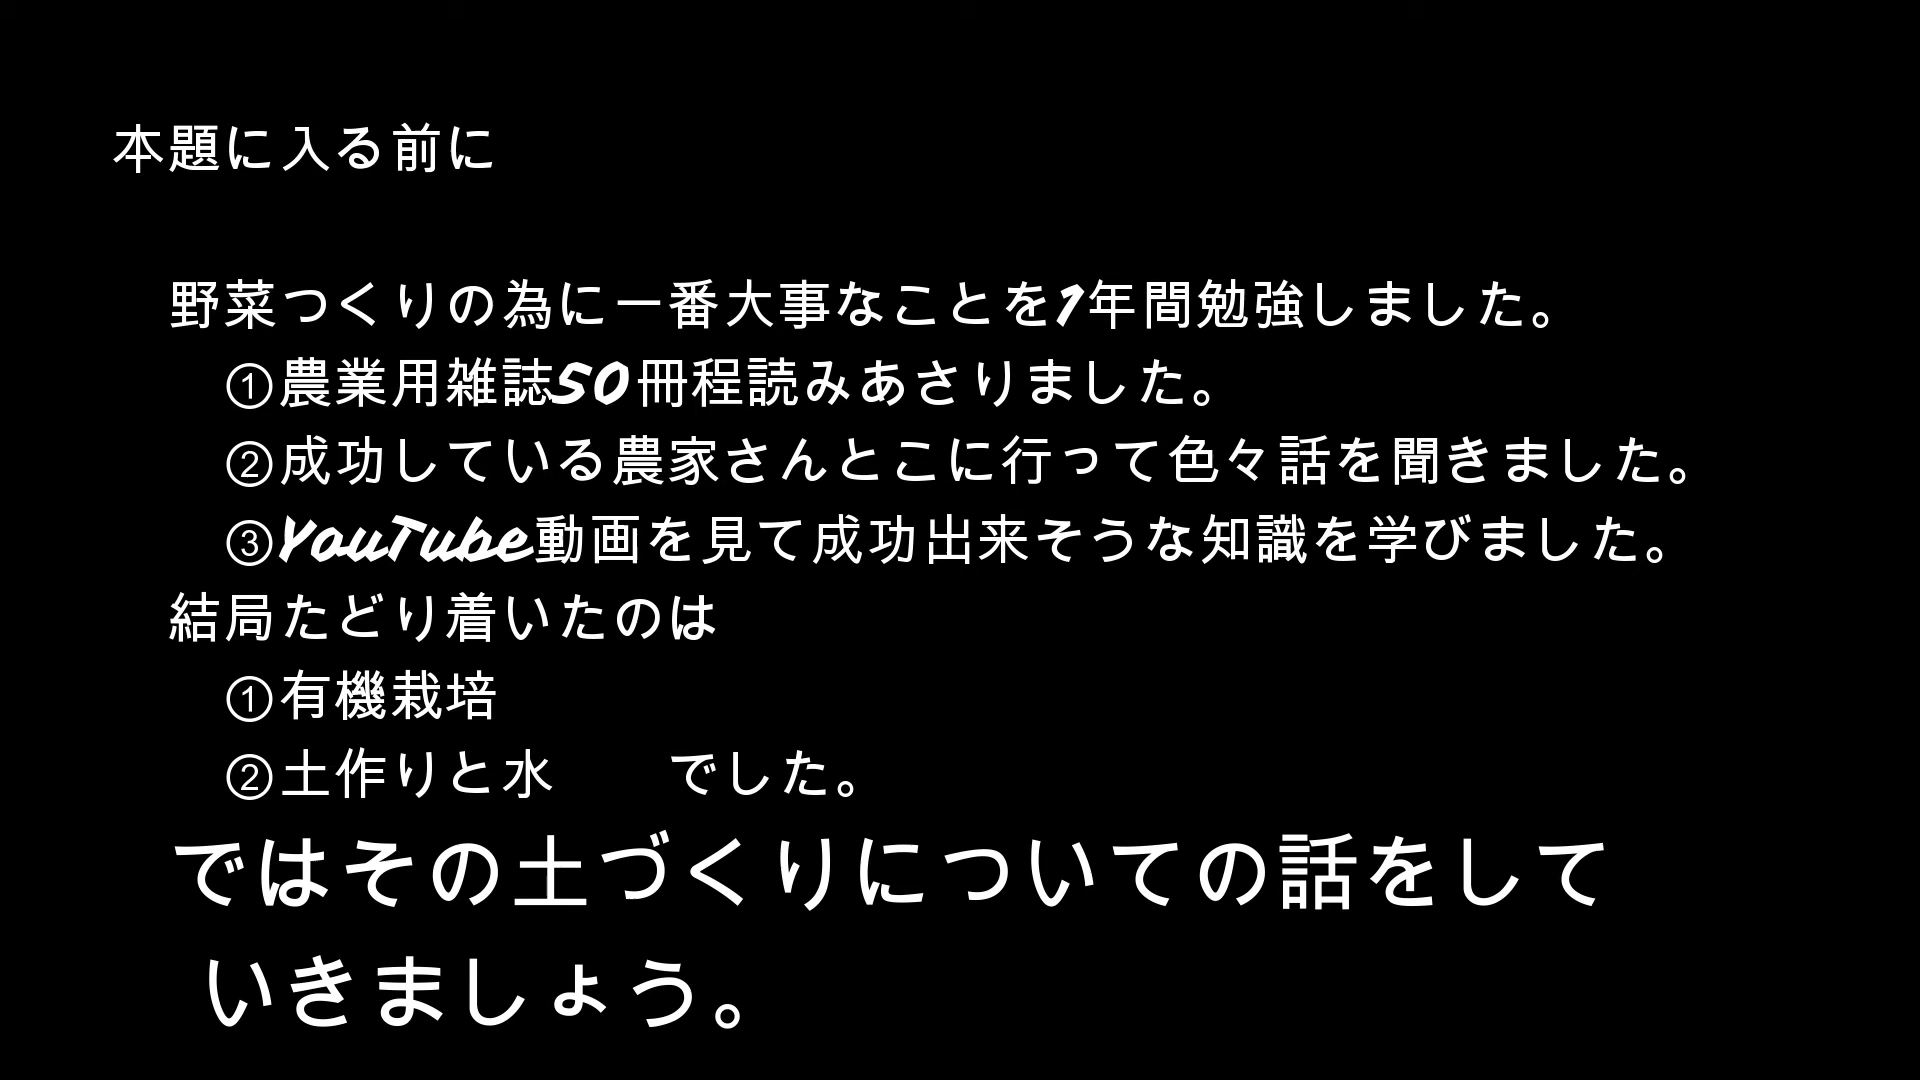 本題に入る前に
野菜つくりの為に一番大事なことを1年間勉強しました。
①農業用雑誌50冊程読みあさりました。
②成功している農家さんとこに行って色々話を聞きました。
③YouTube動画を見て成功出来そうな知識を学びました。
結局たどり着いたのは
①有機栽培
②土作りと水　　でした。
ではその土づくりについての話をして
いきましょう。